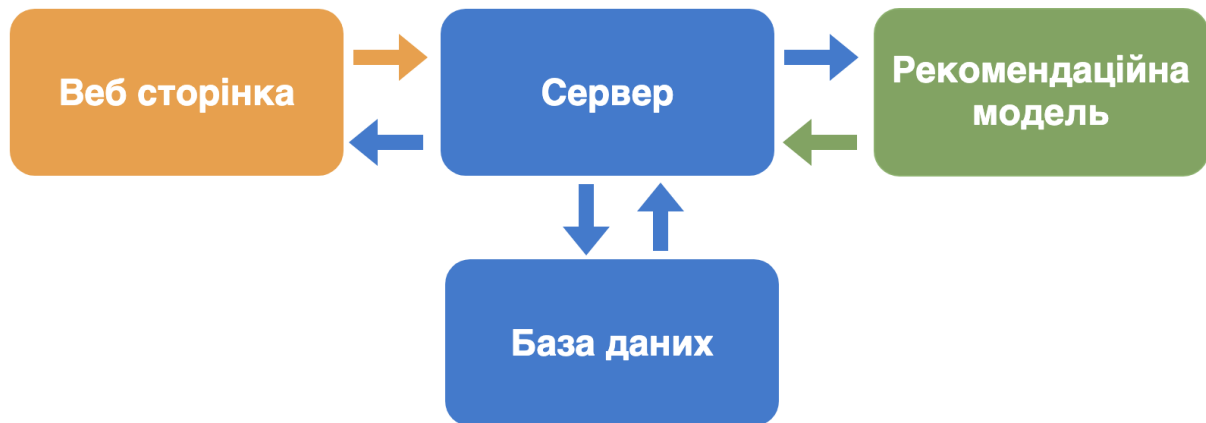 Веб сторінка
Сервер
Рекомендаційна
модель
База даних